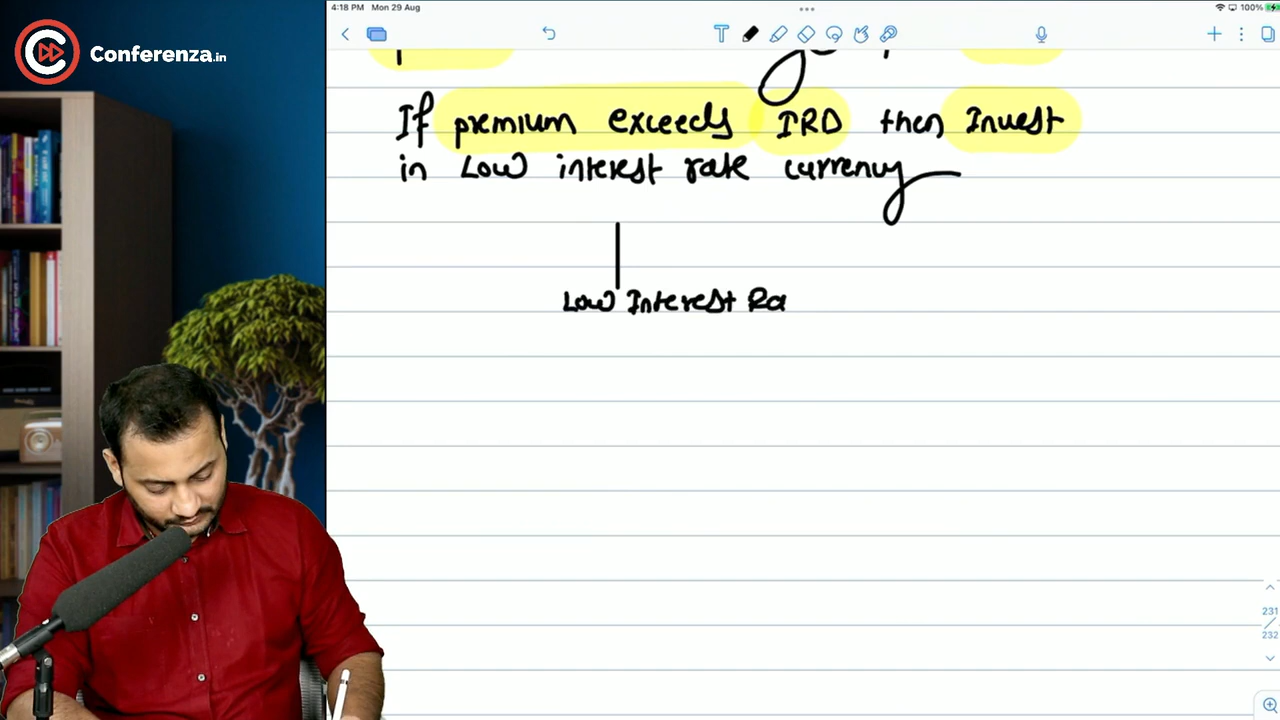 4:18 PM Mon 29 Aug
100%
Conferenza.in
If premium exceeds IRD then Invest
in Low interest rate currency
Low Interest Ra
231
232